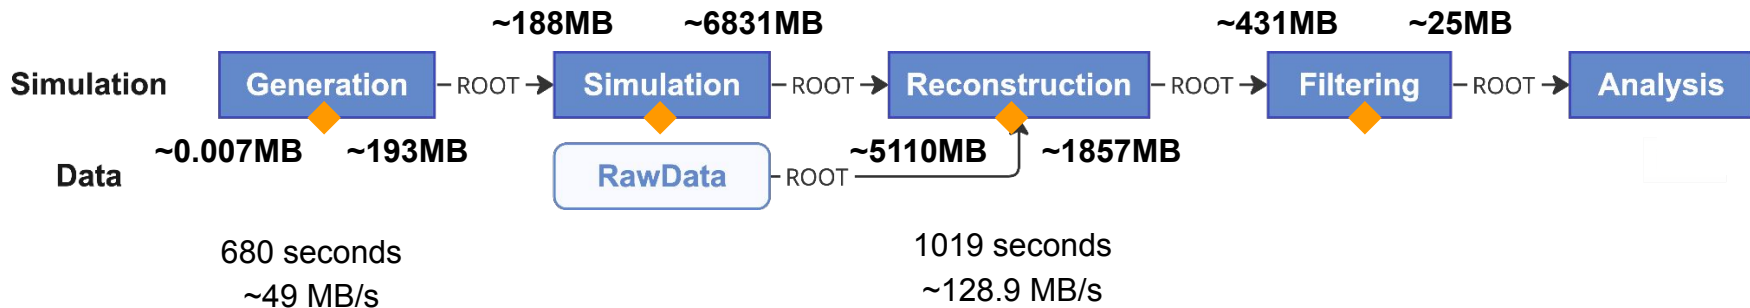 ~188MB ~6831MB ~431MB ~25MB
Simulation Generation ROOT Simulation ROOT Reconstruction ROOT Filtering ROOT Analysis
~0.007MB ~193MB ~5110MB ~1857MB
Data RawData ROOT
680 seconds
~49 MB/s
1019 seconds
~128.9 MB/s